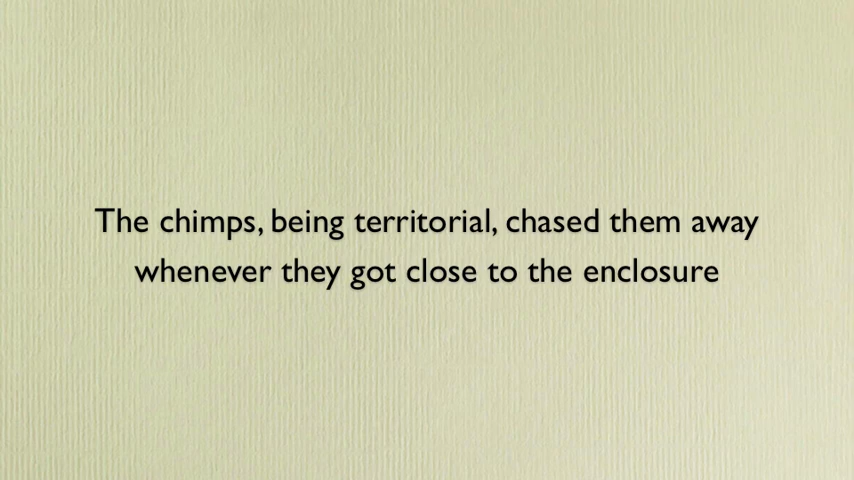 The chimps, being territorial, chased them away
whenever they got close to the enclosure